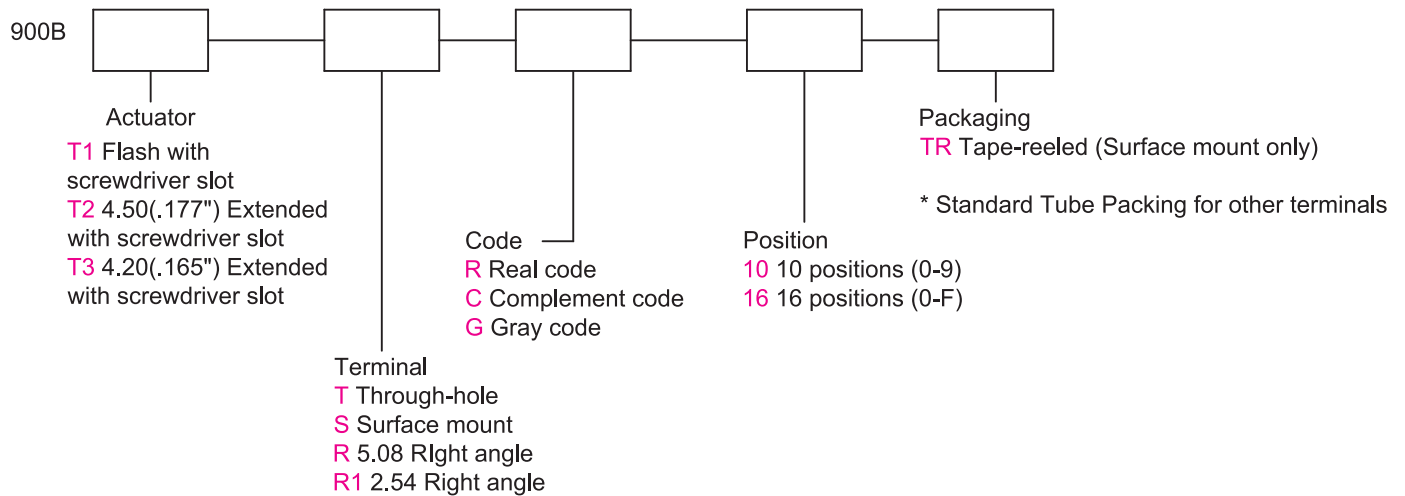 900B
Actuator
T1 Flash with
screwdriver slot
T2 4.50(.177") Extended
with screwdriver slot
T3 4.20(.165") Extended
with screwdriver slot
Terminal
T Through-hole
S Surface mount
R 5.08 RIght angle
R1 2.54 Right angle
Code
R Real code
C Complement code
G Gray code
Position
10 10 positions (0-9)
16 16 positions (0-F)
Packaging
TR Tape-reeled (Surface mount only)
* Standard Tube Packing for other terminals